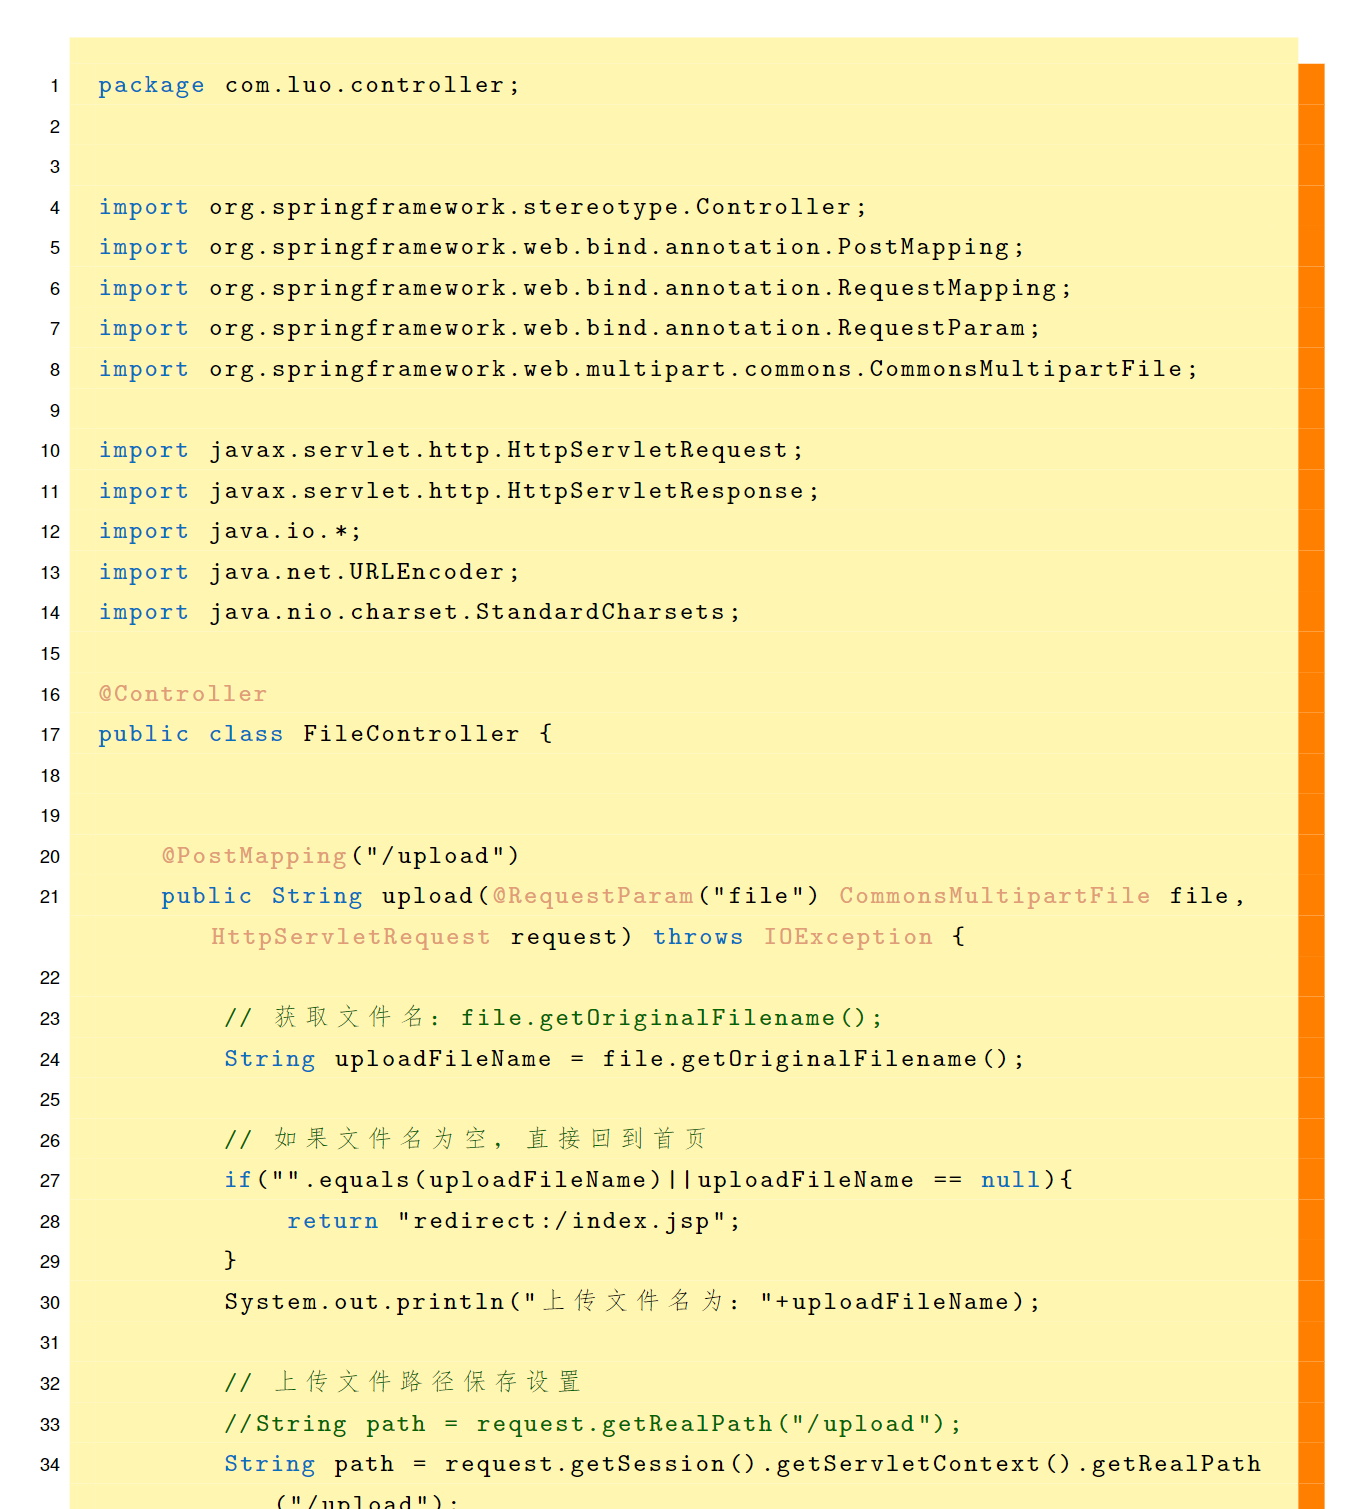 1 package com.luo.controller;
2
3
4 import org.springframework.stereotype.Controller;
5 import org.springframework.web.bind.annotation.PostMapping;
6 import org.springframework.web.bind.annotation.RequestMapping;
7 import org.springframework.web.bind.annotation.RequestParam;
8 import org.springframework.web.multipart.commons.CommonsMultipartFile;
9
10 import javax.servlet.http.HttpServletRequest;
11 import javax.servlet.http.HttpServletResponse;
12 import java.io.*;
13 import java.net.URLEncoder;
14 import java.nio.charset.StandardCharsets;
15
16 @Controller
17 public class FileController {
18
19
20     @PostMapping("/upload")
21     public String upload(@RequestParam("file") CommonsMultipartFile file,
HttpServletRequest request) throws IOException {
22
23         // 获取文件名: file.getOriginalFilename();
24         String uploadFileName = file.getOriginalFilename();
25
26         // 如果文件名为空, 直接回到首页
27         if("".equals(uploadFileName)||uploadFileName == null){
28             return "redirect:/index.jsp";
29         }
30         System.out.println("上传文件名为: "+uploadFileName);
31
32         // 上传文件路径保存设置
33         //String path = request.getRealPath("/upload");
34         String path = request.getSession().getServletContext().getRealPath
("/upload");